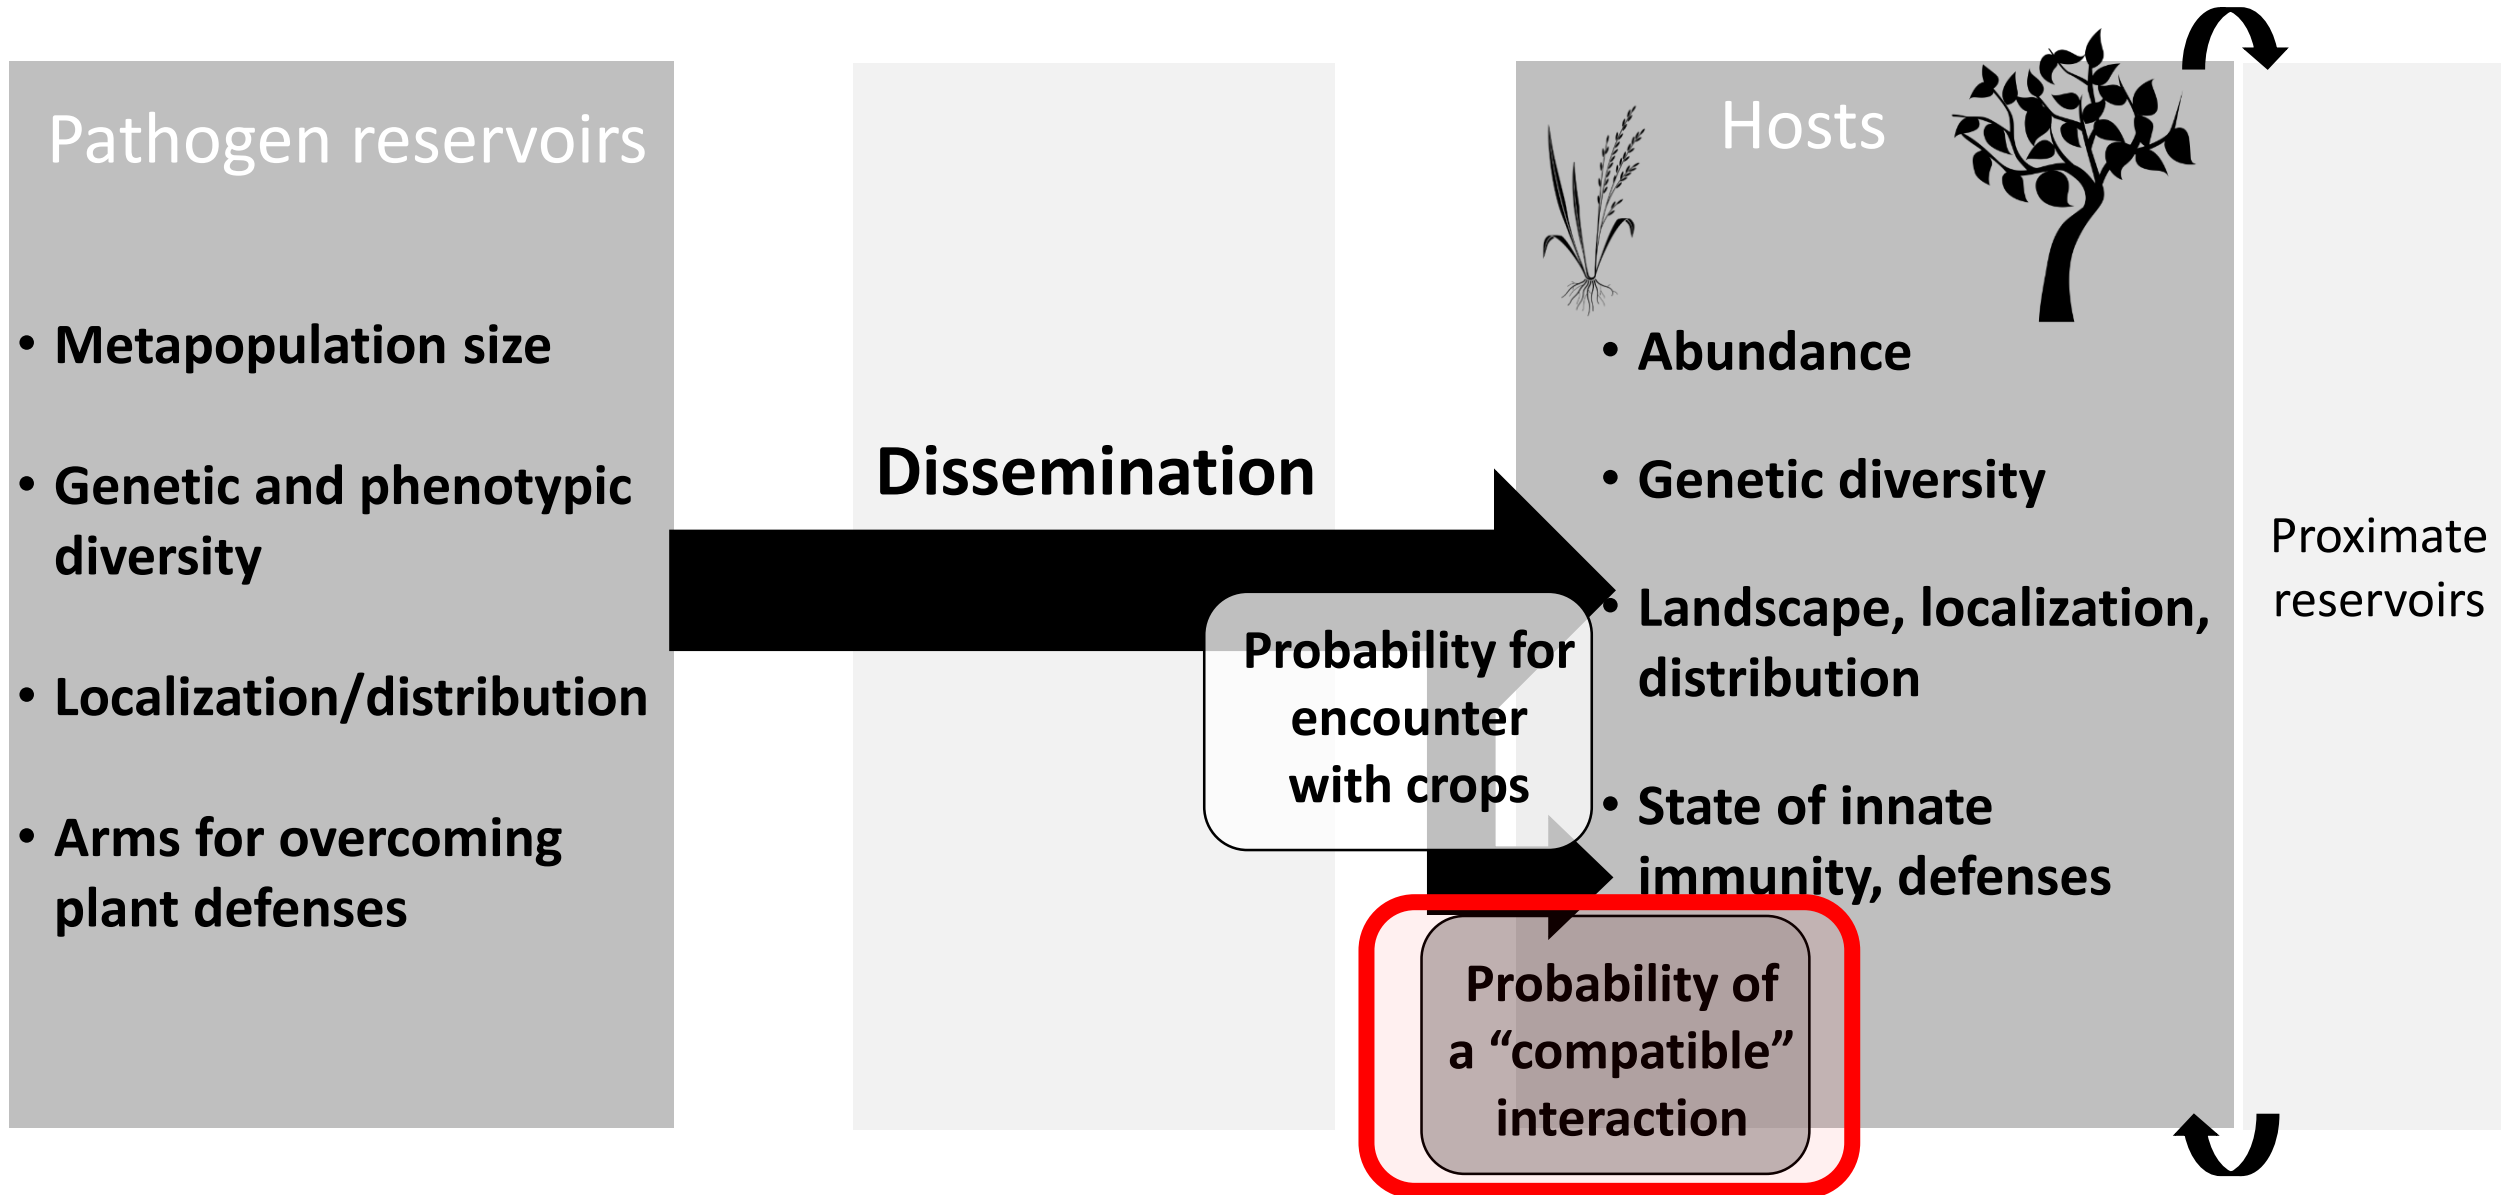 Pathogen reservoirs
• Metapopulation size
• Genetic and phenotypic
diversity
• Localization/distribution
• Arms for overcoming
plant defenses
Dissemination
Probability for
encounter
with crops
Hosts
• Abundance
• Genetic diversity
• Landscape, localization,
distribution
• State of innate
immunity, defenses
Probability of
a “compatible”
interaction
Proximate
reservoirs